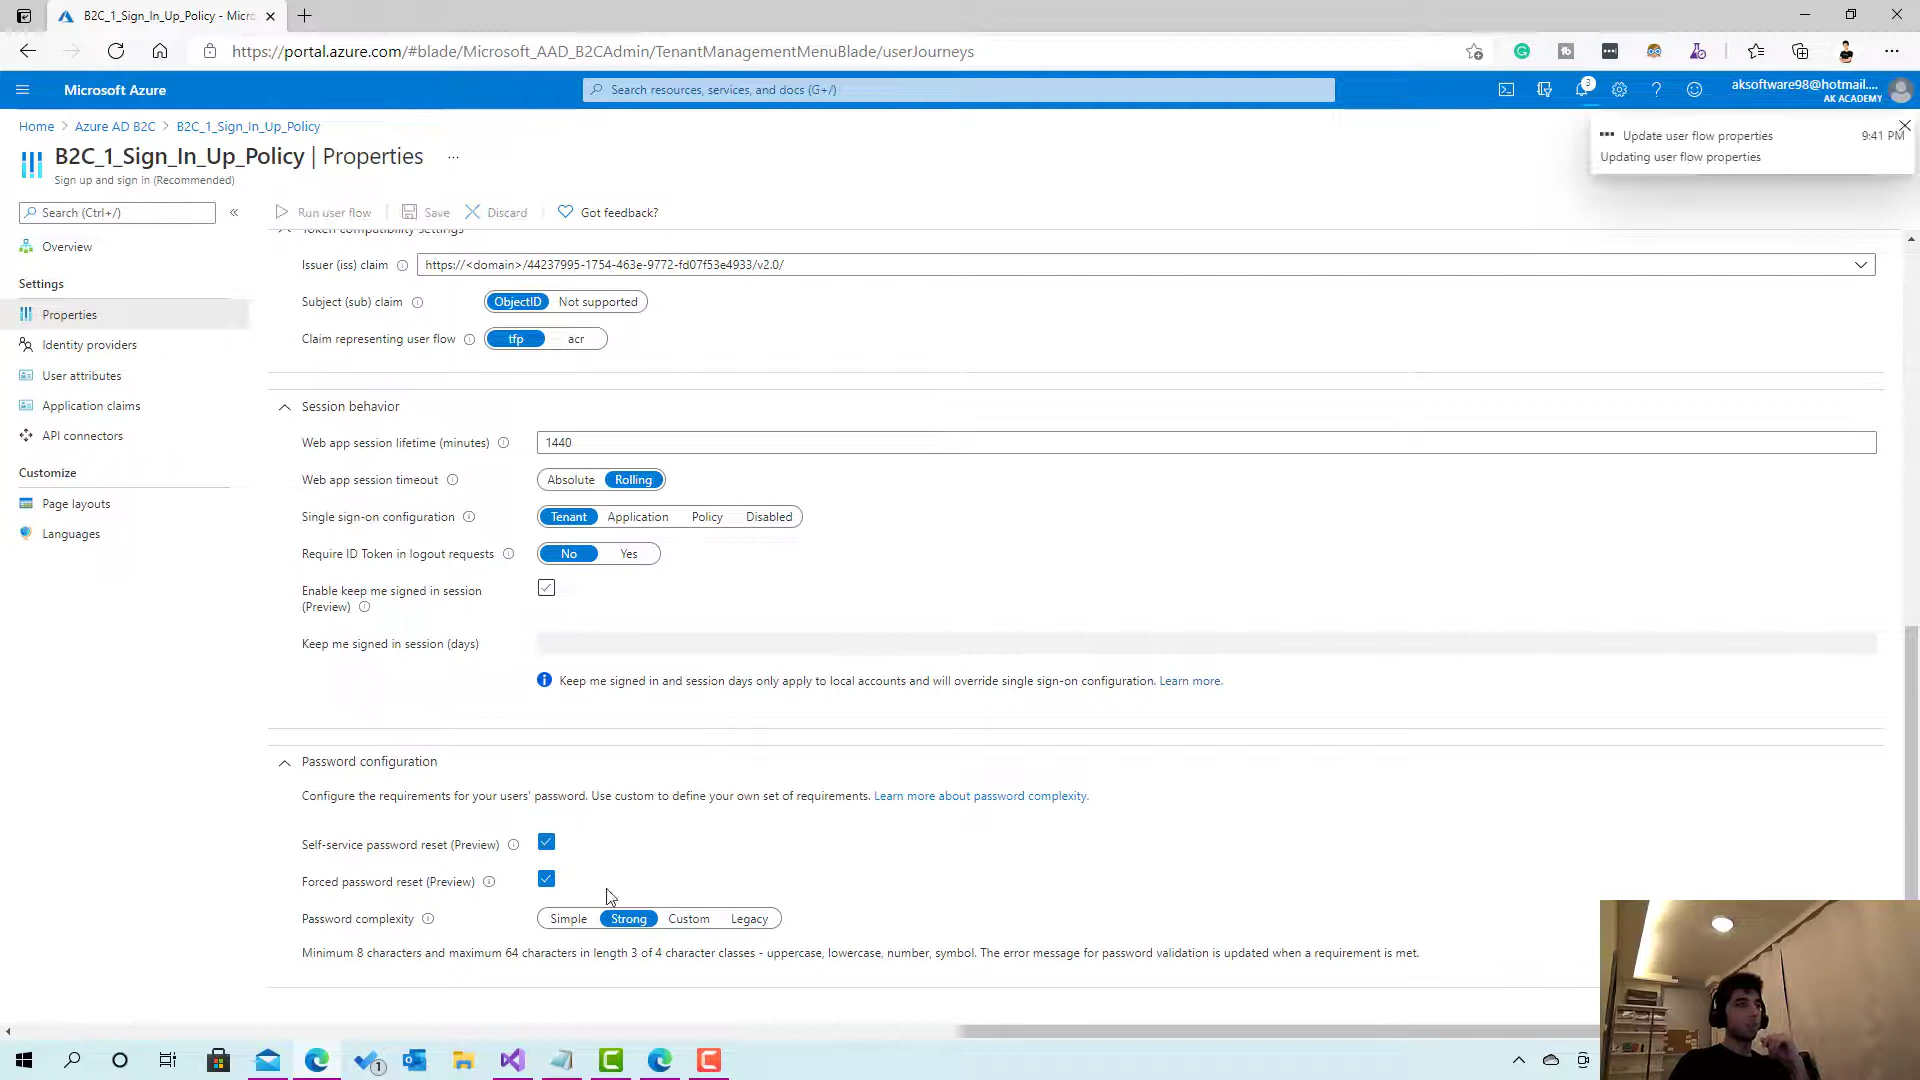 B2C_1_Sign_In_Up_Policy - Micro
https://portal.azure.com/#blade/Microsoft_AAD_B2CAdmin/TenantManagementMenuBlade/userJourneys
Microsoft Azure
Search resources, services, and docs (G+/)
3
aksoftware98@hotmail....
AK ACADEMY
Home > Azure AD B2C > B2C_1_Sign_In_Up_Policy
B2C_1_Sign_In_Up_Policy | Properties ...
Sign up and sign in (Recommended)
Update user flow properties 9:41 PM
Updating user flow properties
Search (Ctrl+/) «
Run user flow Save Discard Got feedback?
Overview
Settings
Properties
Identity providers
User attributes
Application claims
API connectors
Customize
Page layouts
Languages
Token compatibility settings
Issuer (iss) claim https://<domain>/44237995-1754-463e-9772-fd07f53e4933/v2.0/
Subject (sub) claim ObjectID Not supported
Claim representing user flow tfp acr
Session behavior
Web app session lifetime (minutes) 1440
Web app session timeout Absolute Rolling
Single sign-on configuration Tenant Application Policy Disabled
Require ID Token in logout requests No Yes
Enable keep me signed in session
(Preview)
Keep me signed in session (days)
Keep me signed in and session days only apply to local accounts and will override single sign-on configuration. Learn more.
Password configuration
Configure the requirements for your users' password. Use custom to define your own set of requirements. Learn more about password complexity.
Self-service password reset (Preview)
Forced password reset (Preview)
Password complexity Simple Strong Custom Legacy
Minimum 8 characters and maximum 64 characters in length 3 of 4 character classes - uppercase, lowercase, number, symbol. The error message for password validation is updated when a requirement is met.
1